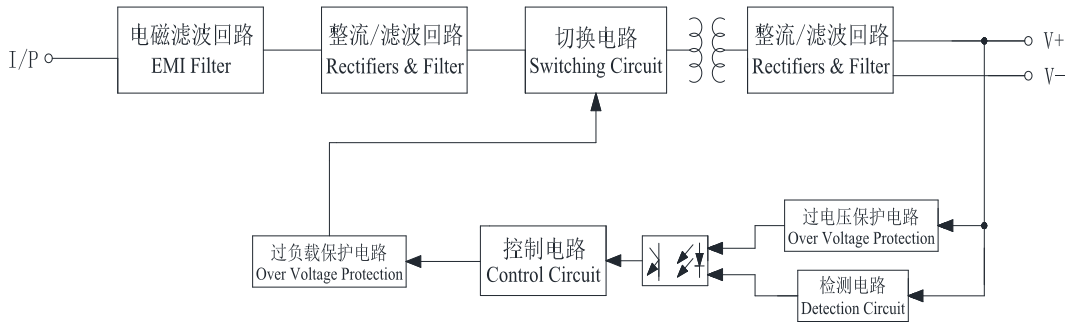 I/P
电磁滤波回路
EMI Filter
整流/滤波回路
Rectifiers & Filter
切换电路
Switching Circuit
整流/滤波回路
Rectifiers & Filter
V+
V-
过电压保护电路
Over Voltage Protection
过负载保护电路
Over Voltage Protection
控制电路
Control Circuit
检测电路
Detection Circuit